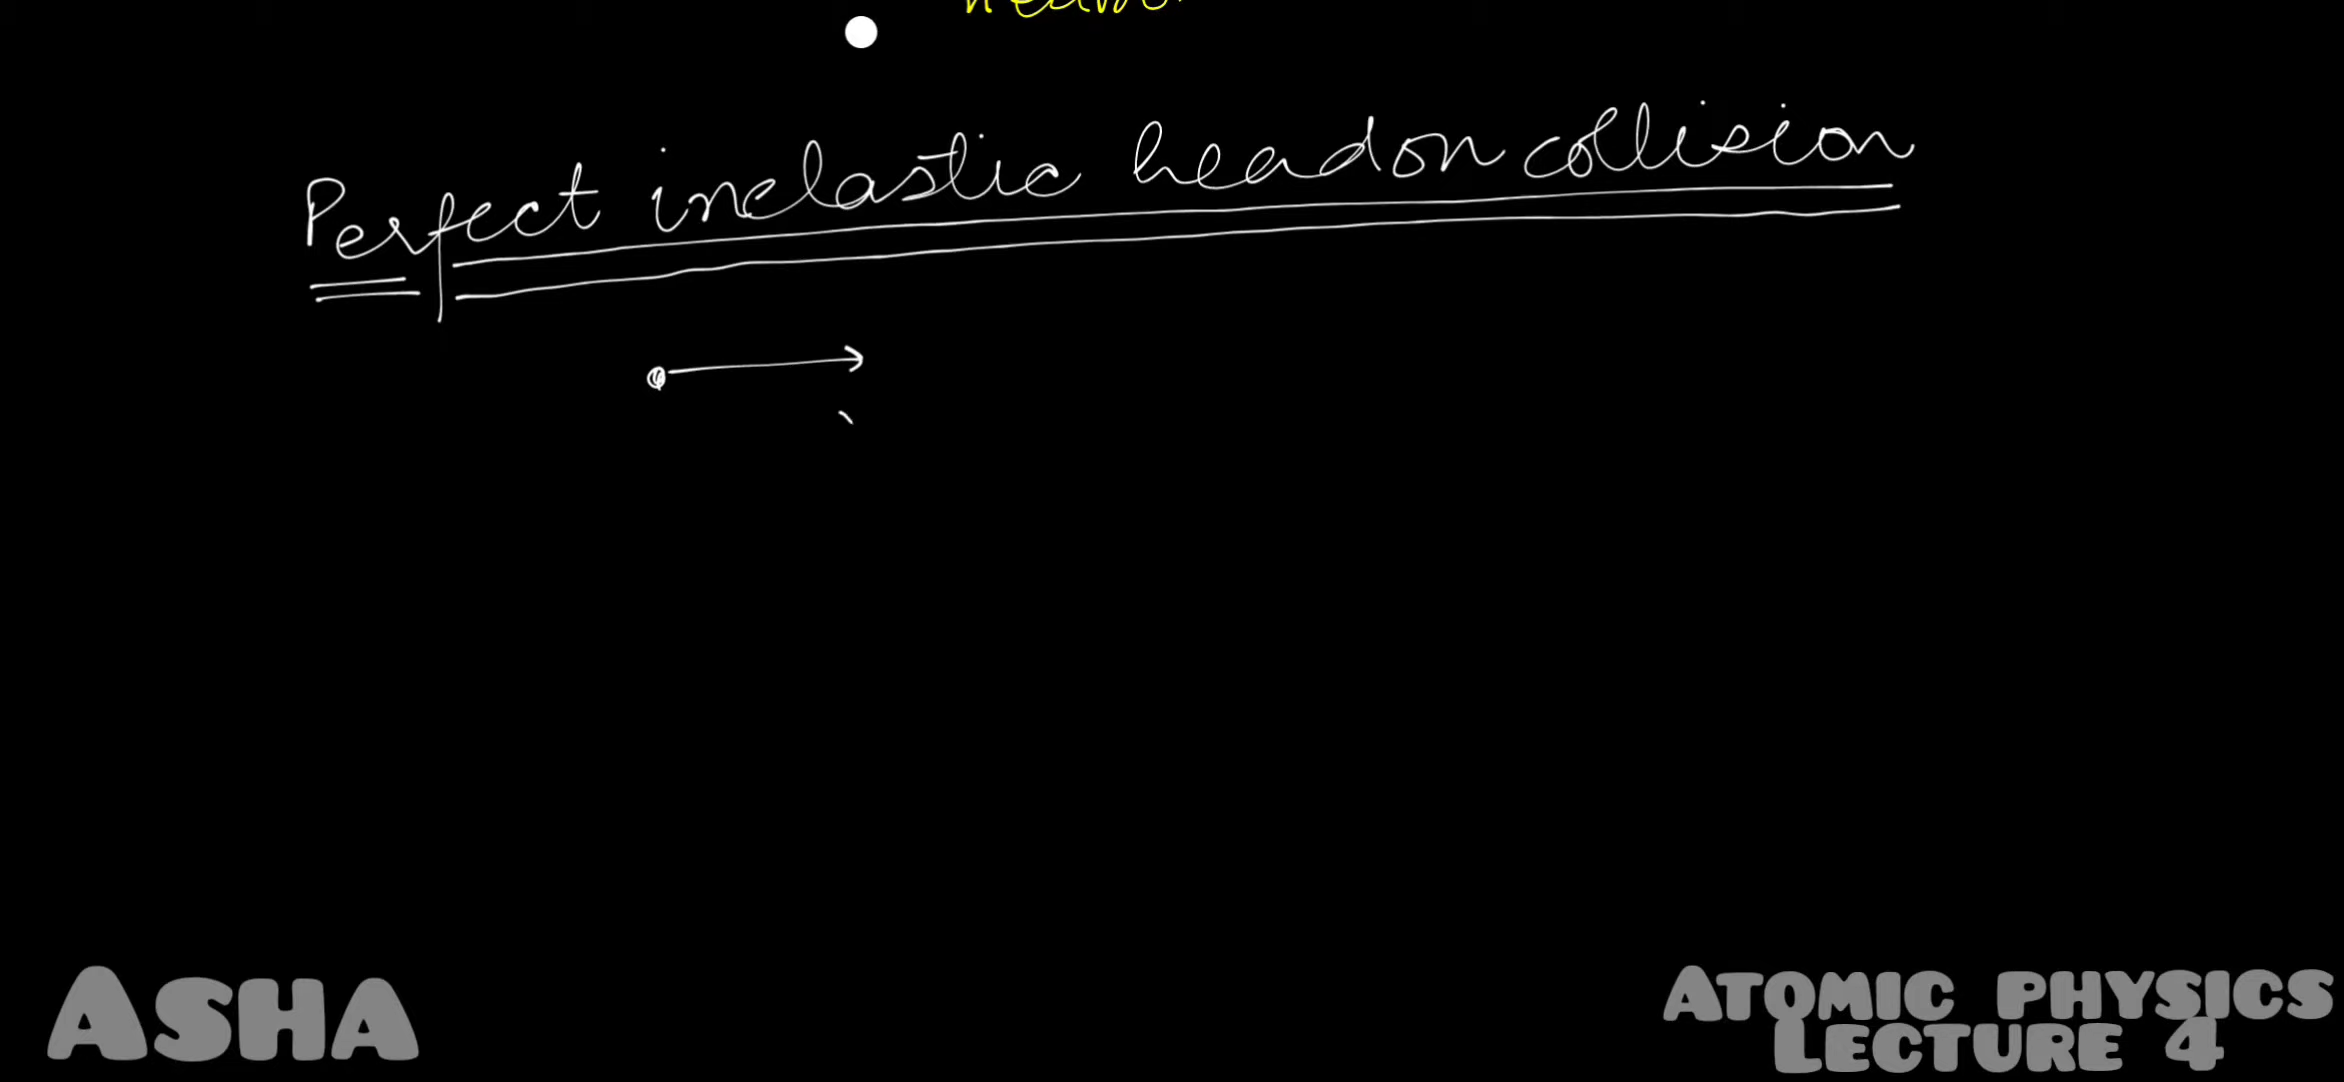 Perfect inelastic headon collision
ASHA
ATOMIC PHYSICS
LECTURE 4